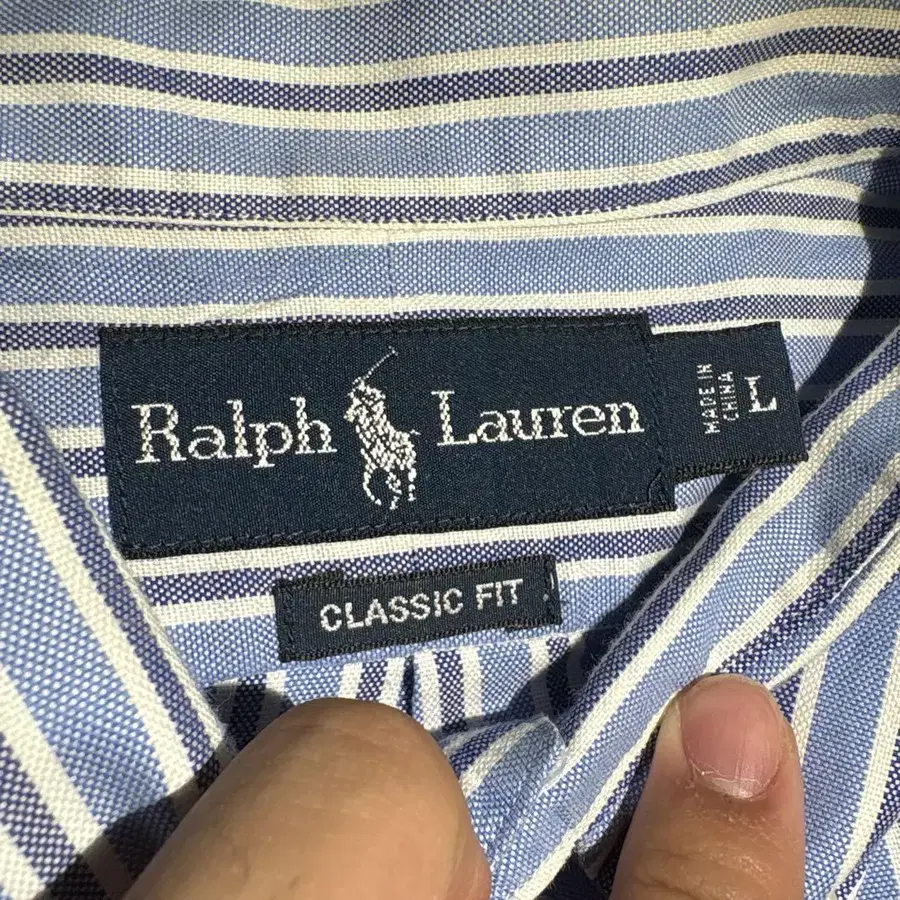 Ralph Lauren
MADE IN
CHINA
L
CLASSIC FIT